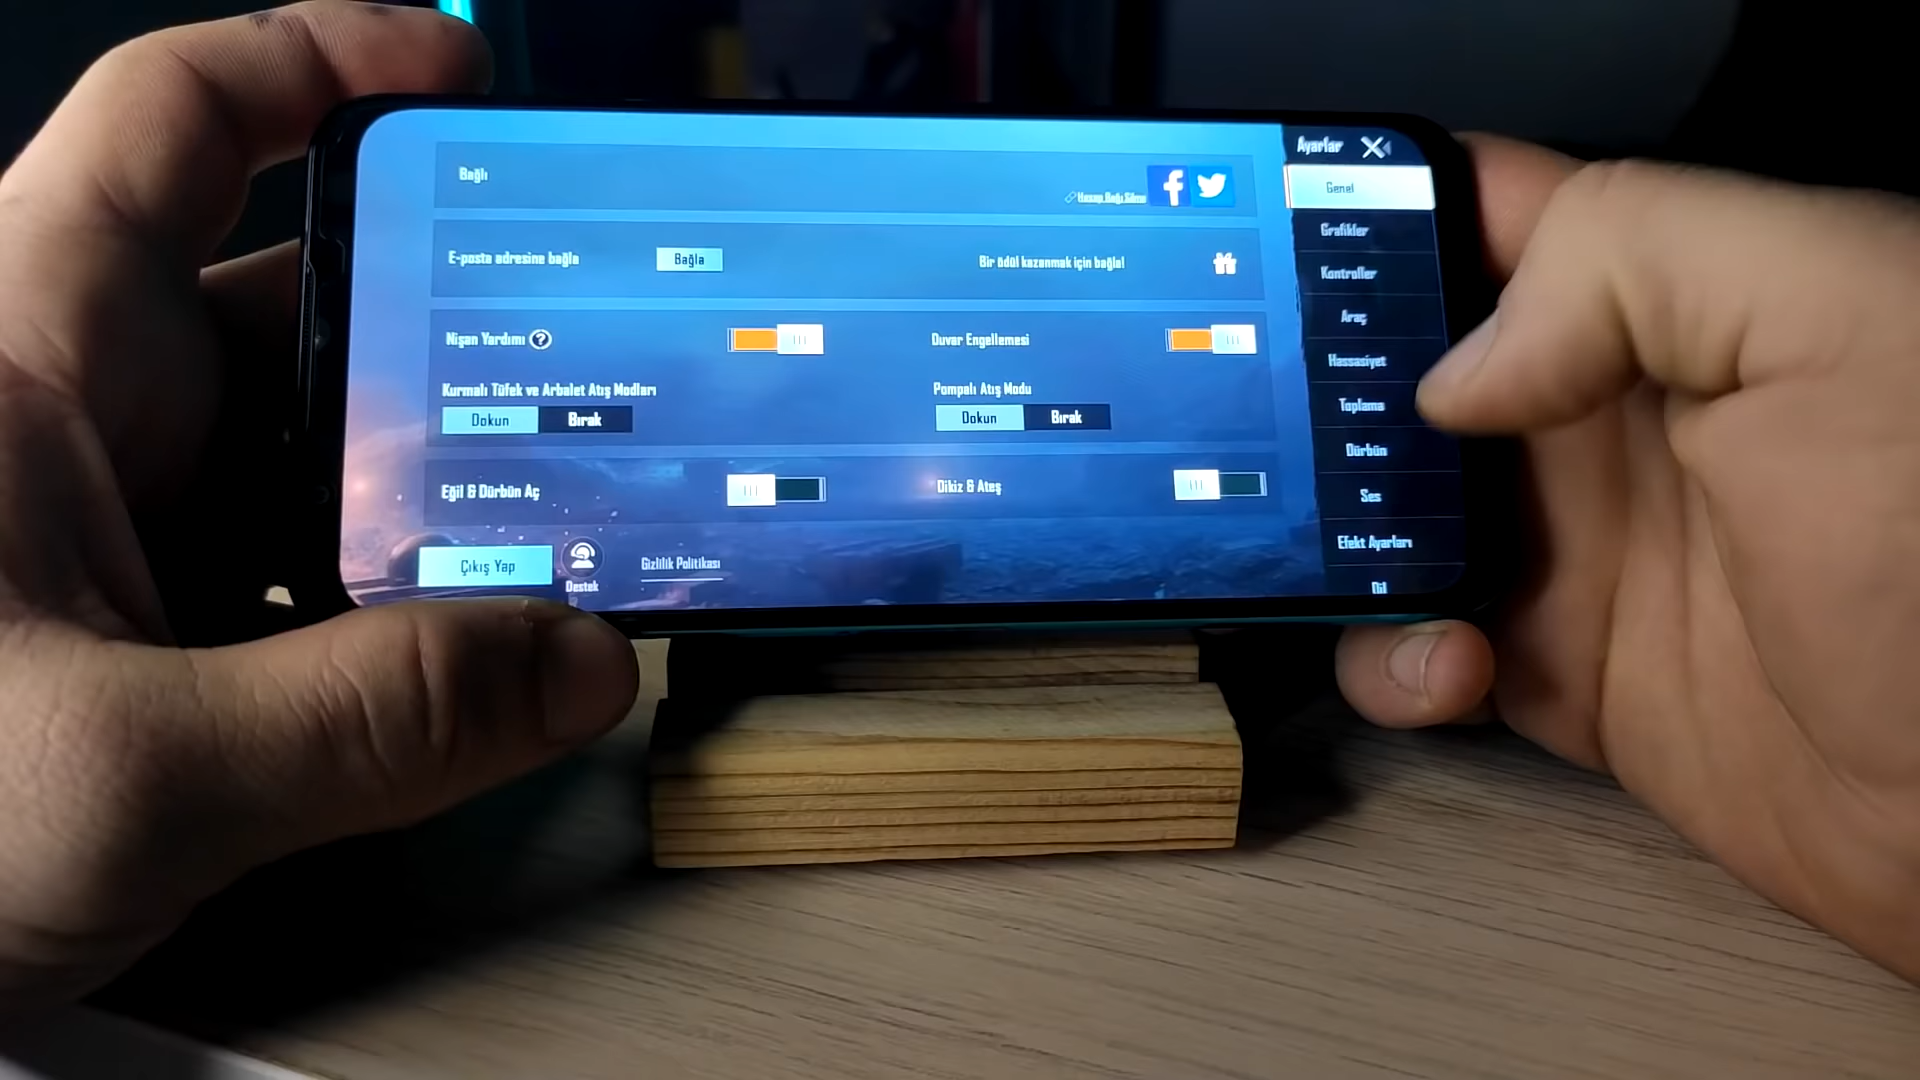 Ayarlar
Bağlı
Hesap Bağı Silme
Genel
Grafikler
E-posta adresine bağla
Bağla
Bir ödül kazanmak için bağla!
Kontroller
Araç
Nişan Yardımı ?
Duvar Engellemesi
Hassasiyet
Kurmalı Tüfek ve Arbalet Atış Modları
Pompalı Atış Modu
Dokun Bırak
Dokun Bırak
Toplama
Dürbün
Eğil & Dürbün Aç
Dikiz & Ateş
Ses
Efekt Ayarları
Çıkış Yap
Destek
Gizlilik Politikası
Dil